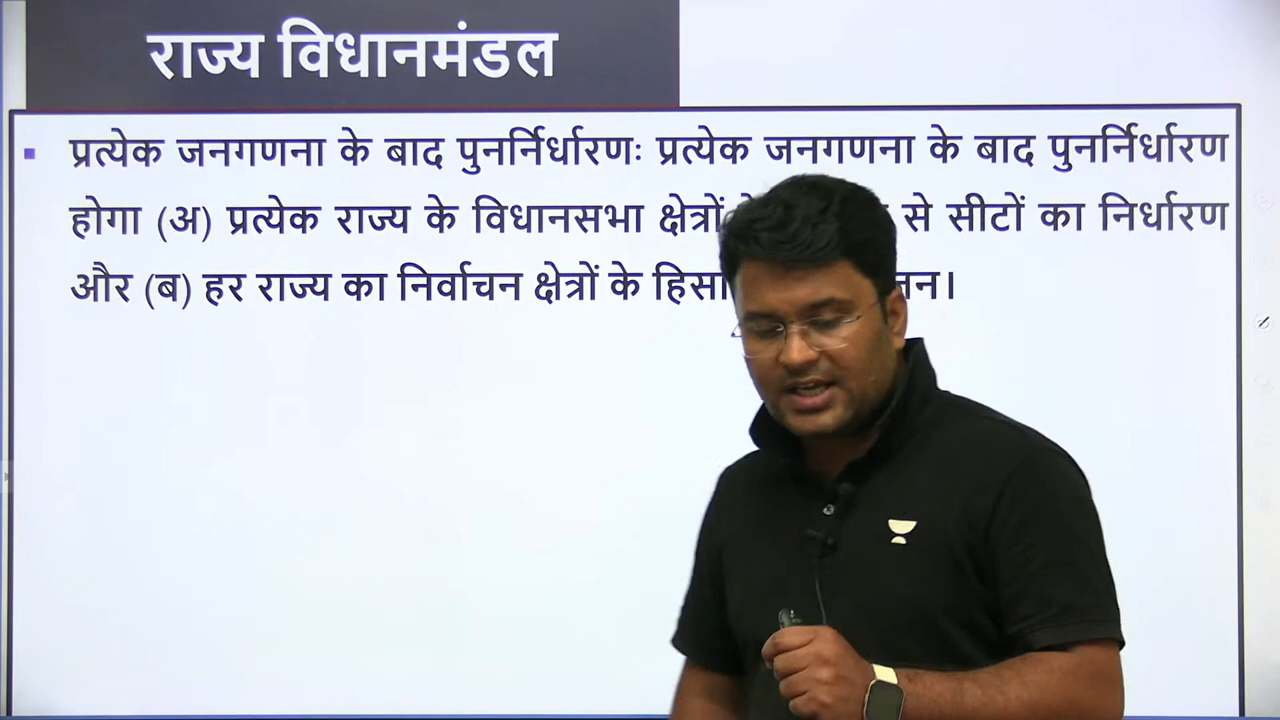 राज्य विधानमंडल
▪ प्रत्येक जनगणना के बाद पुनर्निर्धारणः प्रत्येक जनगणना के बाद पुनर्निर्धारण
होगा (अ) प्रत्येक राज्य के विधानसभा क्षेत्रों से सीटों का निर्धारण
और (ब) हर राज्य का निर्वाचन क्षेत्रों के